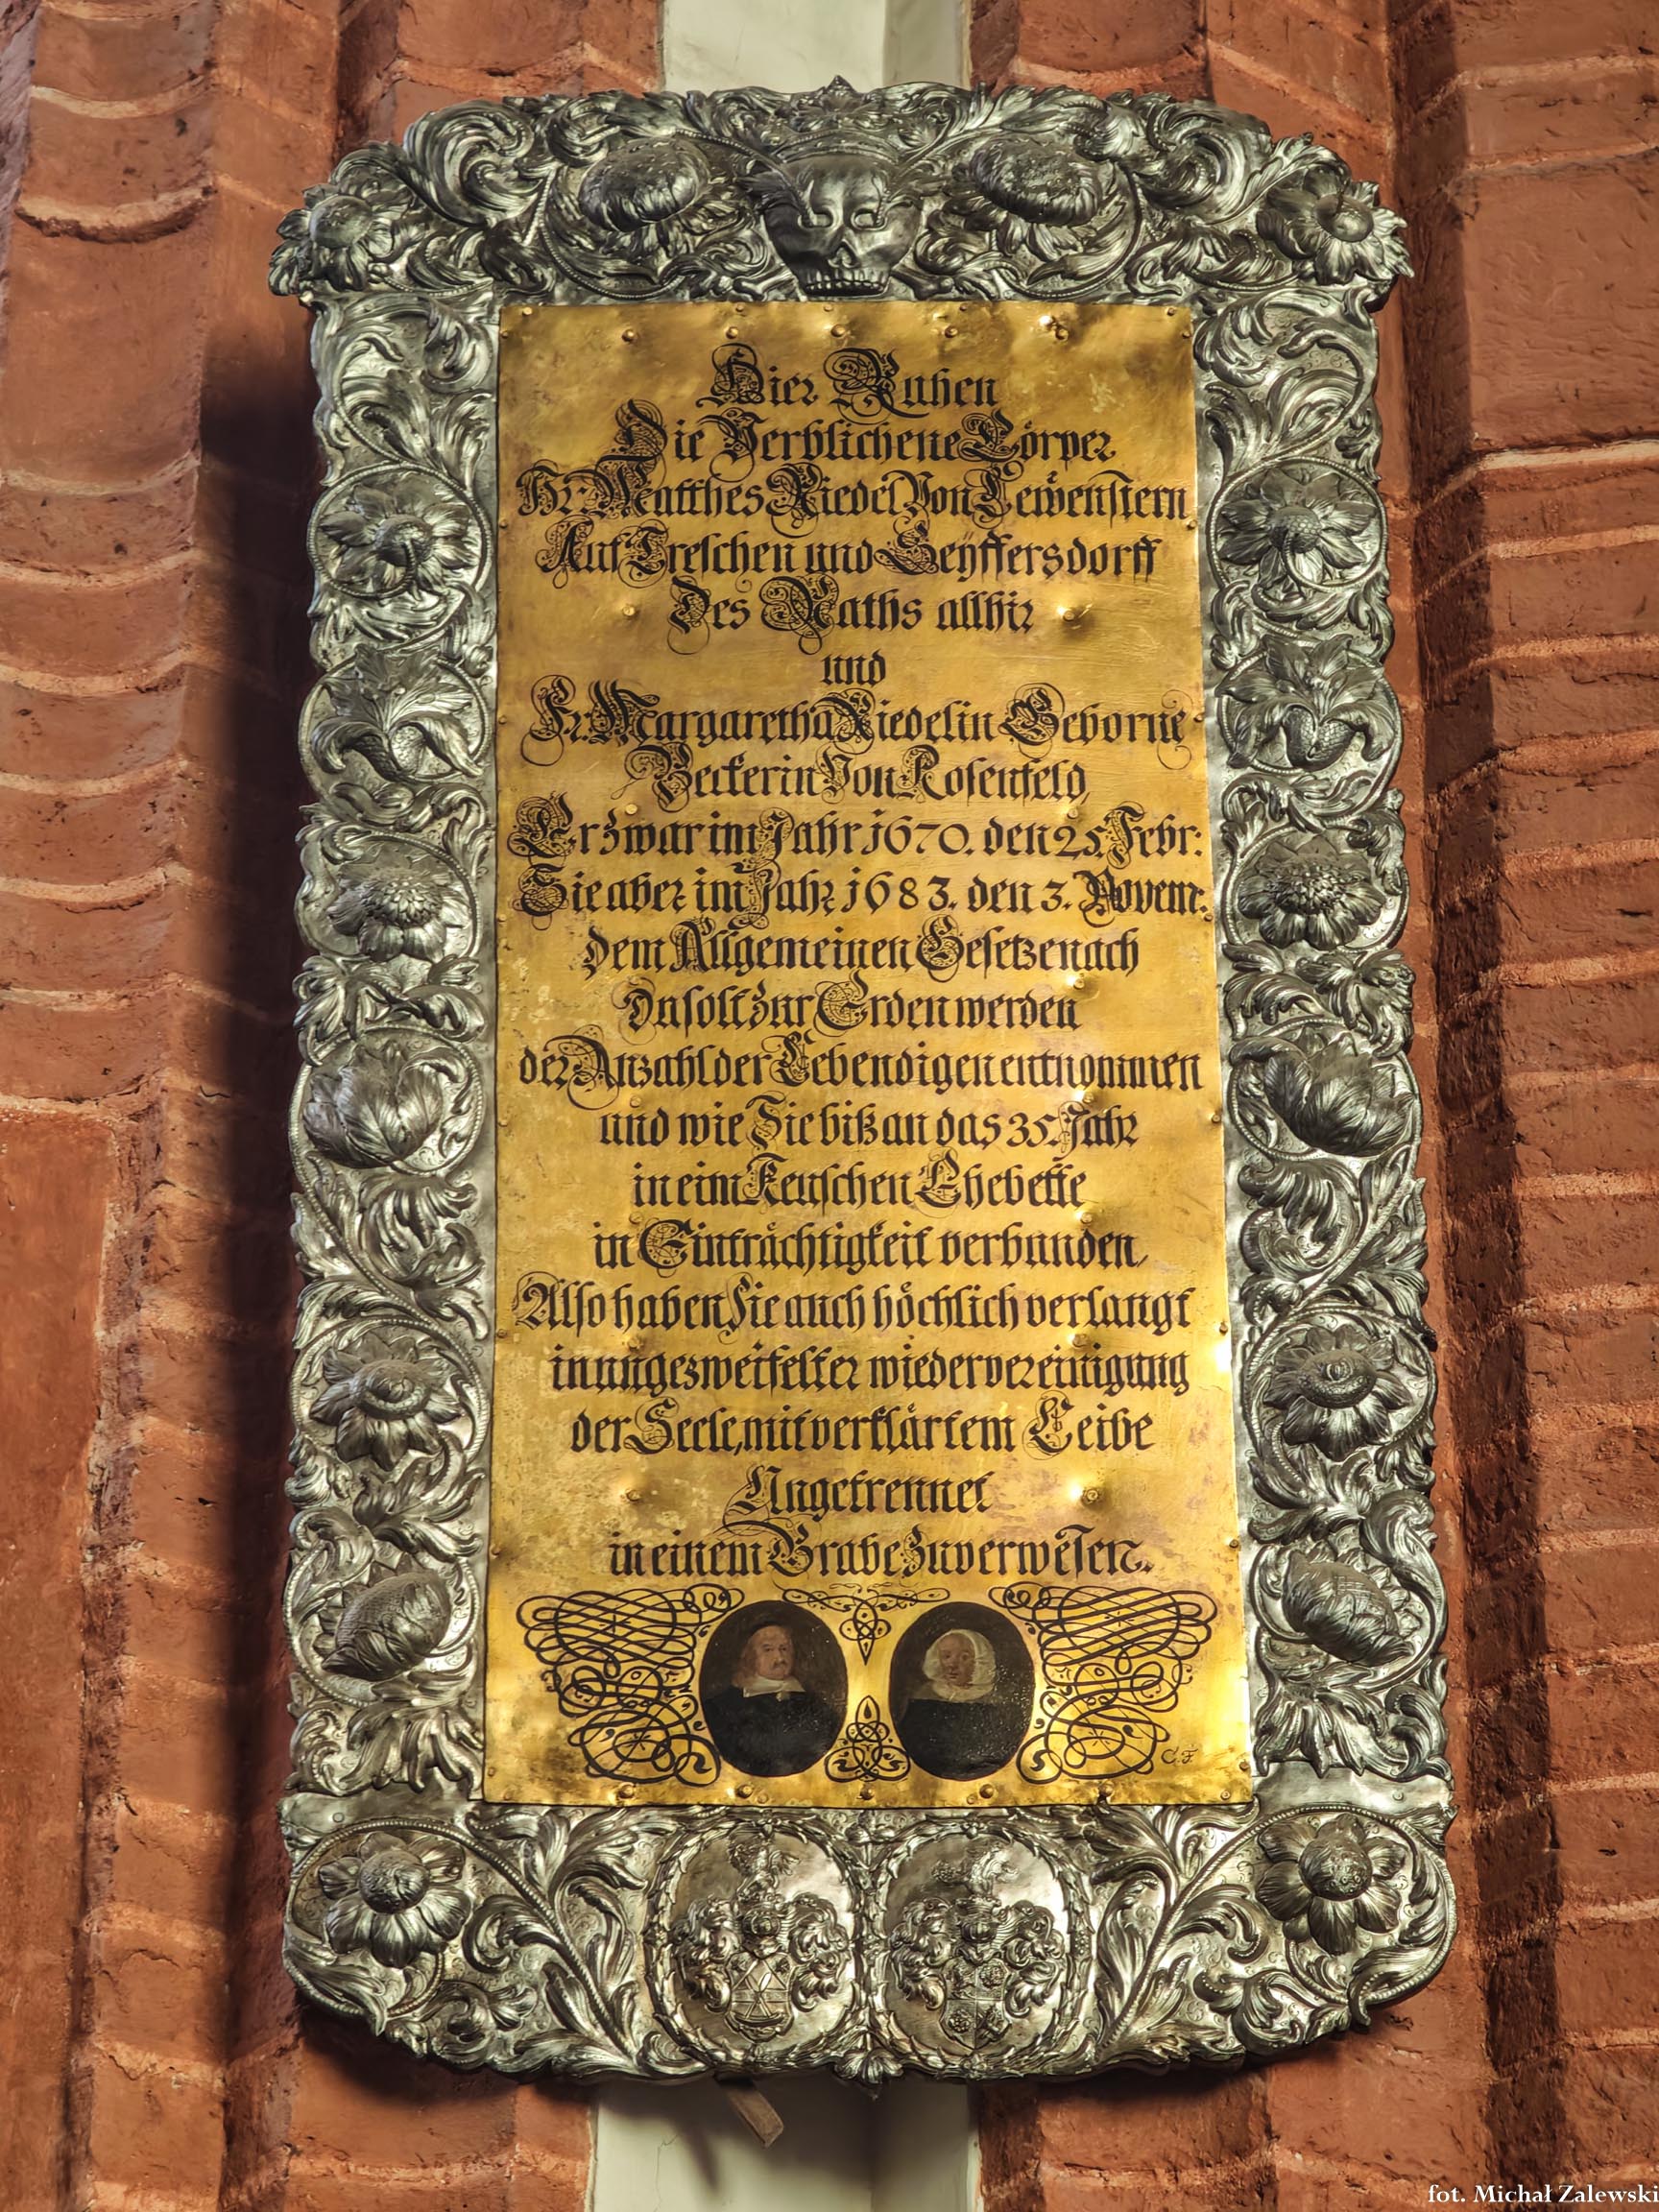 Hier Ruhen
Die Verblichene Cörper
Hr: Matthes Riedel Von Lewenstern
Auf Treschen und Seÿffersdorff
Des Raths allhir
und
Fr: Margaretha Riedelin Geborne
Beckerin Von Rosenfeld,
Er zwar im Jahr 1670. den 25. Febr:
Sie aber im Jahr 1683. den 3. Novem:
dem Allgemeinen Gesetze nach
du solt zur Erden werden
der Anzahl der Lebendigen entnommen
und wie Sie biß an das 35. Jahr
in eim Keuschen Ehebette
in Einträchtigkeit verbunden,
Also haben Sie auch höchlich verlangt
in ungezweifelter wiedervereinigung
der Seele, mit verklärtem Leibe
Ungetrennet
in einem Grabe zu verwesen.
C. F.
fot. Michał Zalewski